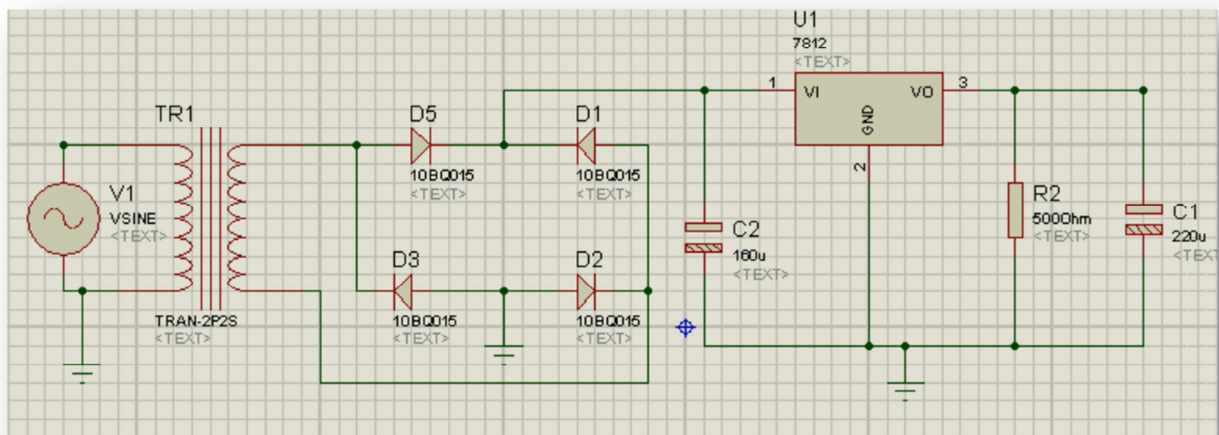 U1
7812
<TEXT>
1
VI
VO
3
GND
2
TR1
TRAN-2P2S
<TEXT>
V1
VSINE
<TEXT>
D5
10BQ015
<TEXT>
D1
10BQ015
<TEXT>
D3
10BQ015
<TEXT>
D2
10BQ015
<TEXT>
C2
160u
<TEXT>
R2
500Ohm
<TEXT>
C1
220u
<TEXT